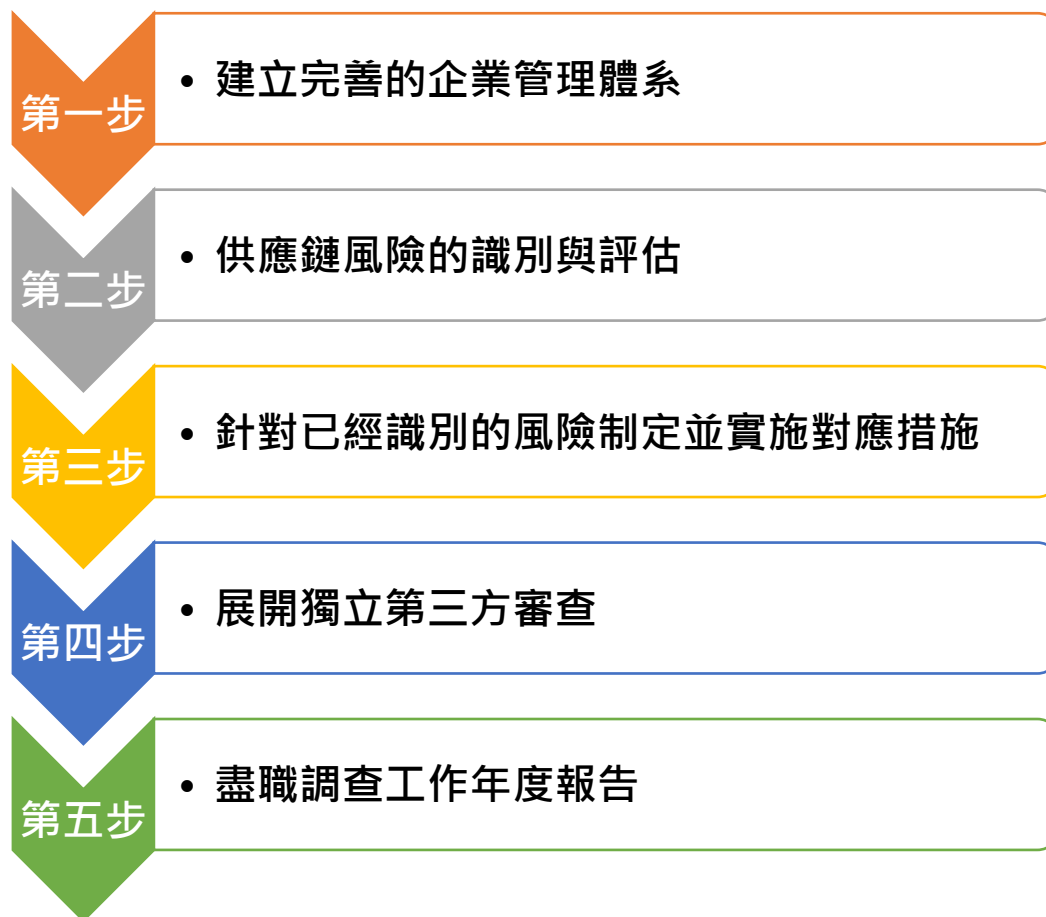 第一步
• 建立完善的企業管理體系
第二步
• 供應鏈風險的識別與評估
第三步
• 針對已經識別的風險制定並實施對應措施
第四步
• 展開獨立第三方審查
第五步
• 盡職調查工作年度報告